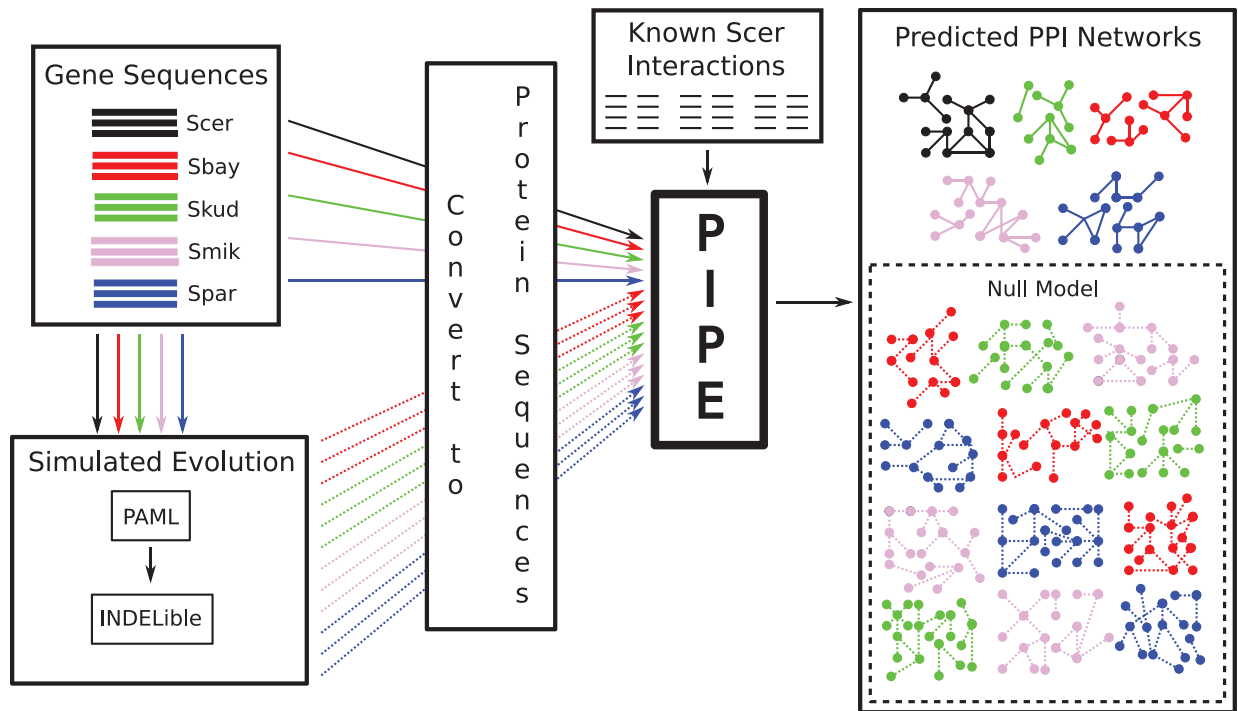 Gene Sequences
Scer
Sbay
Skud
Smik
Spar
Simulated Evolution
PAML
INDELible
Convert to
Protein Sequences
Known Scer
Interactions
PIPE
Predicted PPI Networks
Null Model